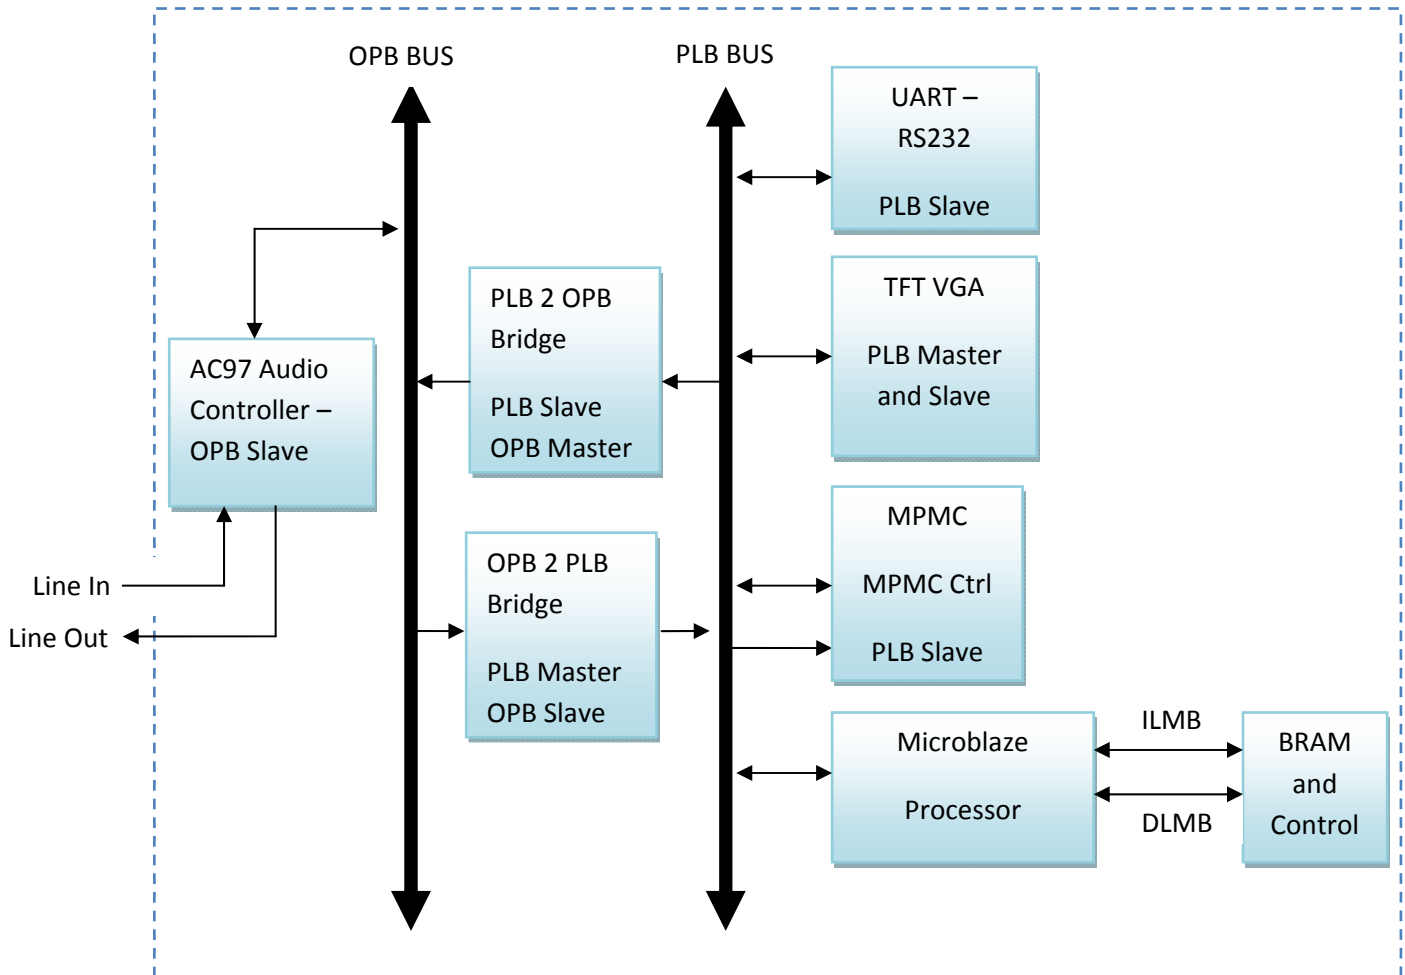 OPB BUS
PLB BUS
UART –
RS232
PLB Slave
TFT VGA
PLB Master
and Slave
PLB 2 OPB
Bridge
PLB Slave
OPB Master
AC97 Audio
Controller –
OPB Slave
MPMC
MPMC Ctrl
PLB Slave
OPB 2 PLB
Bridge
PLB Master
OPB Slave
Line In
Line Out
Microblaze
Processor
ILMB
DLMB
BRAM
and
Control